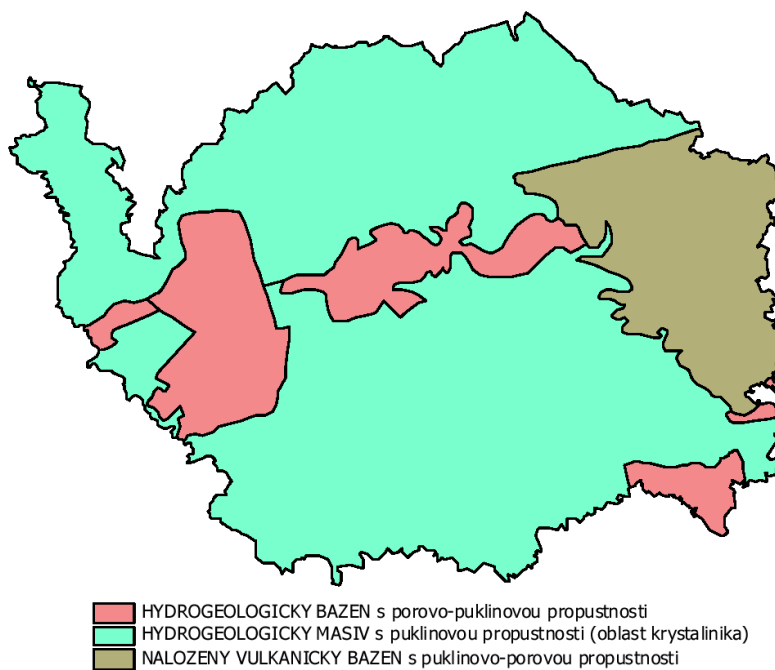 HYDROGEOLOGICKY BAZEN s porovo-puklinovou propustnosti
HYDROGEOLOGICKY MASIV s puklinovou propustnosti (oblast krystalinika)
NALOZENY VULKANICKY BAZEN s puklinovo-porovou propustnosti